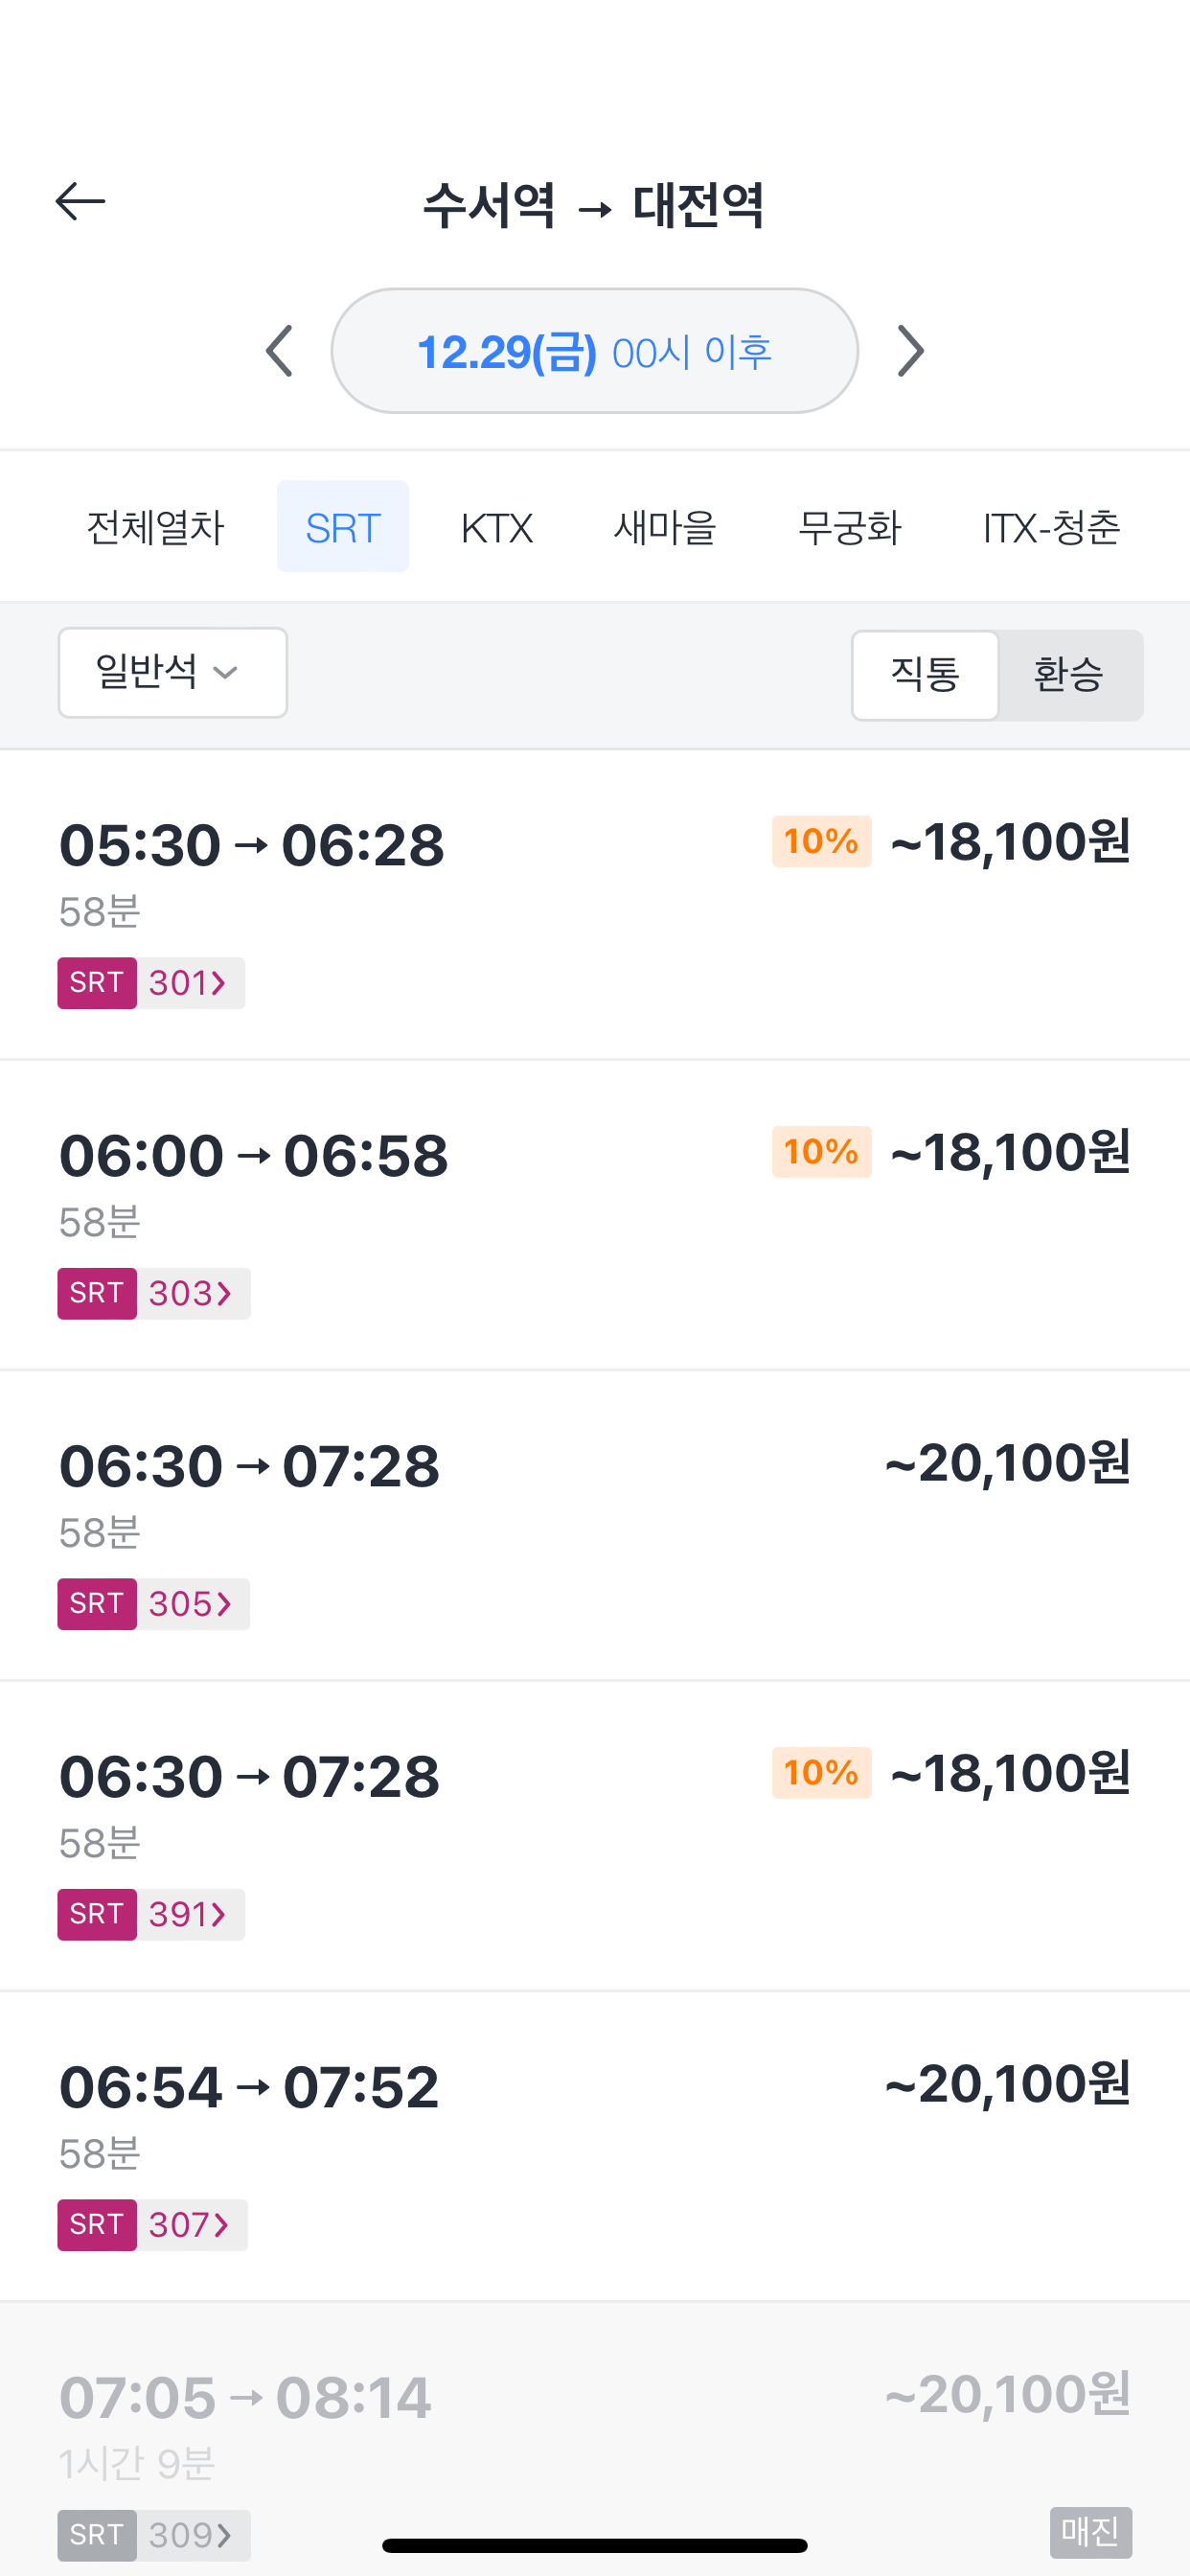 수서역 → 대전역
12.29(금) 00시 이후
전체열차 SRT KTX 새마을 무궁화 ITX-청춘
일반석 직통 환승
05:30 → 06:28 10% ~18,100원
58분
SRT 301
06:00 → 06:58 10% ~18,100원
58분
SRT 303
06:30 → 07:28 ~20,100원
58분
SRT 305
06:30 → 07:28 10% ~18,100원
58분
SRT 391
06:54 → 07:52 ~20,100원
58분
SRT 307
07:05 → 08:14 ~20,100원
1시간 9분
SRT 309 매진